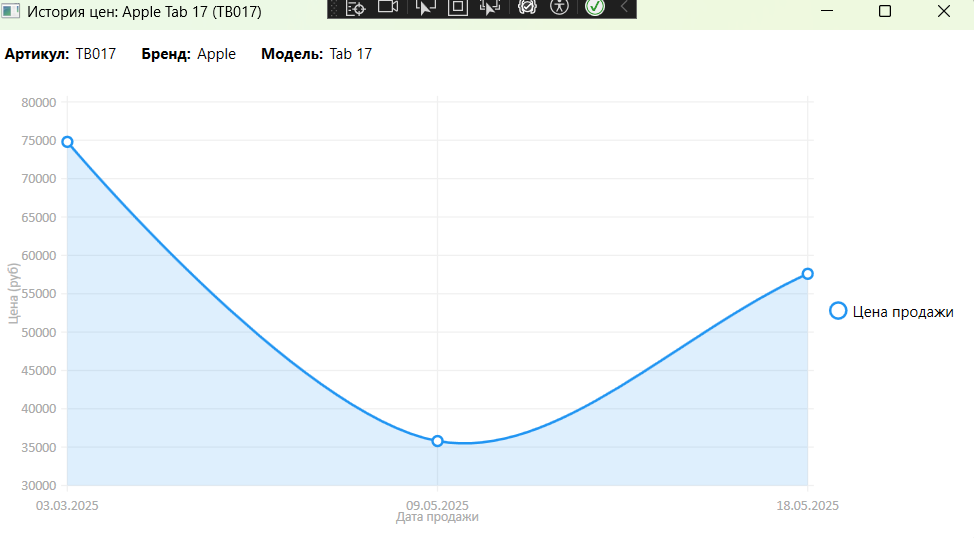 История цен: Apple Tab 17 (TB017)
Артикул: TB017 Бренд: Apple Модель: Tab 17
80000
75000
70000
65000
60000
55000
50000
45000
40000
35000
30000
Цена (руб)
03.03.2025 09.05.2025 18.05.2025
Дата продажи
Цена продажи